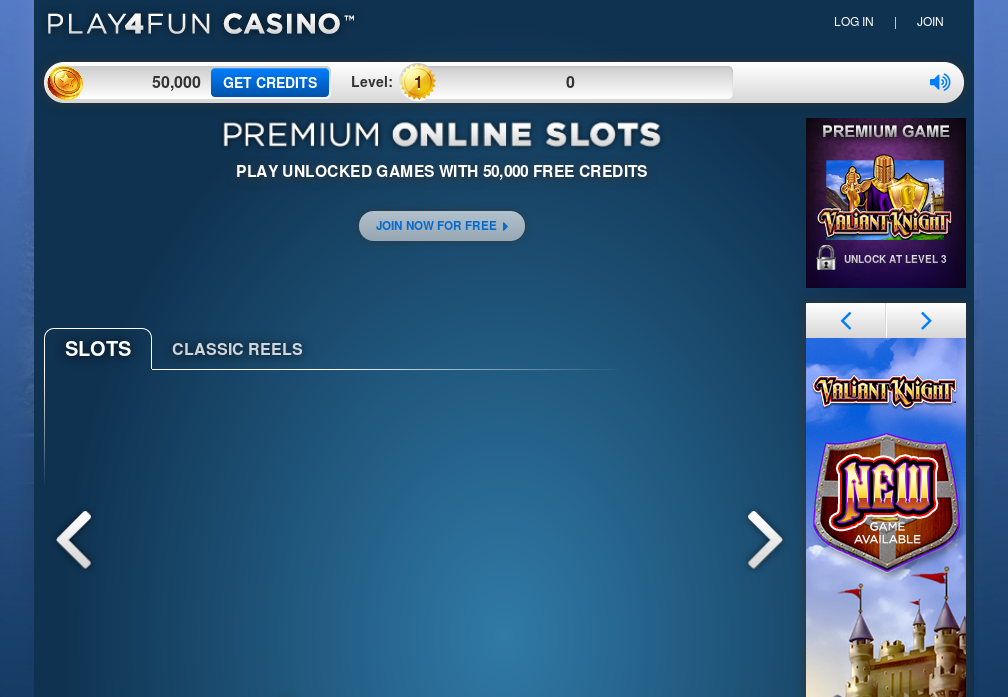 PLAY4FUN CASINO™
LOG IN | JOIN
50,000 GET CREDITS Level: 1 0
PREMIUM ONLINE SLOTS
PLAY UNLOCKED GAMES WITH 50,000 FREE CREDITS
JOIN NOW FOR FREE
PREMIUM GAME
VALIANT KNIGHT
UNLOCK AT LEVEL 3
SLOTS CLASSIC REELS
VALIANT KNIGHT™
NEW
GAME
AVAILABLE